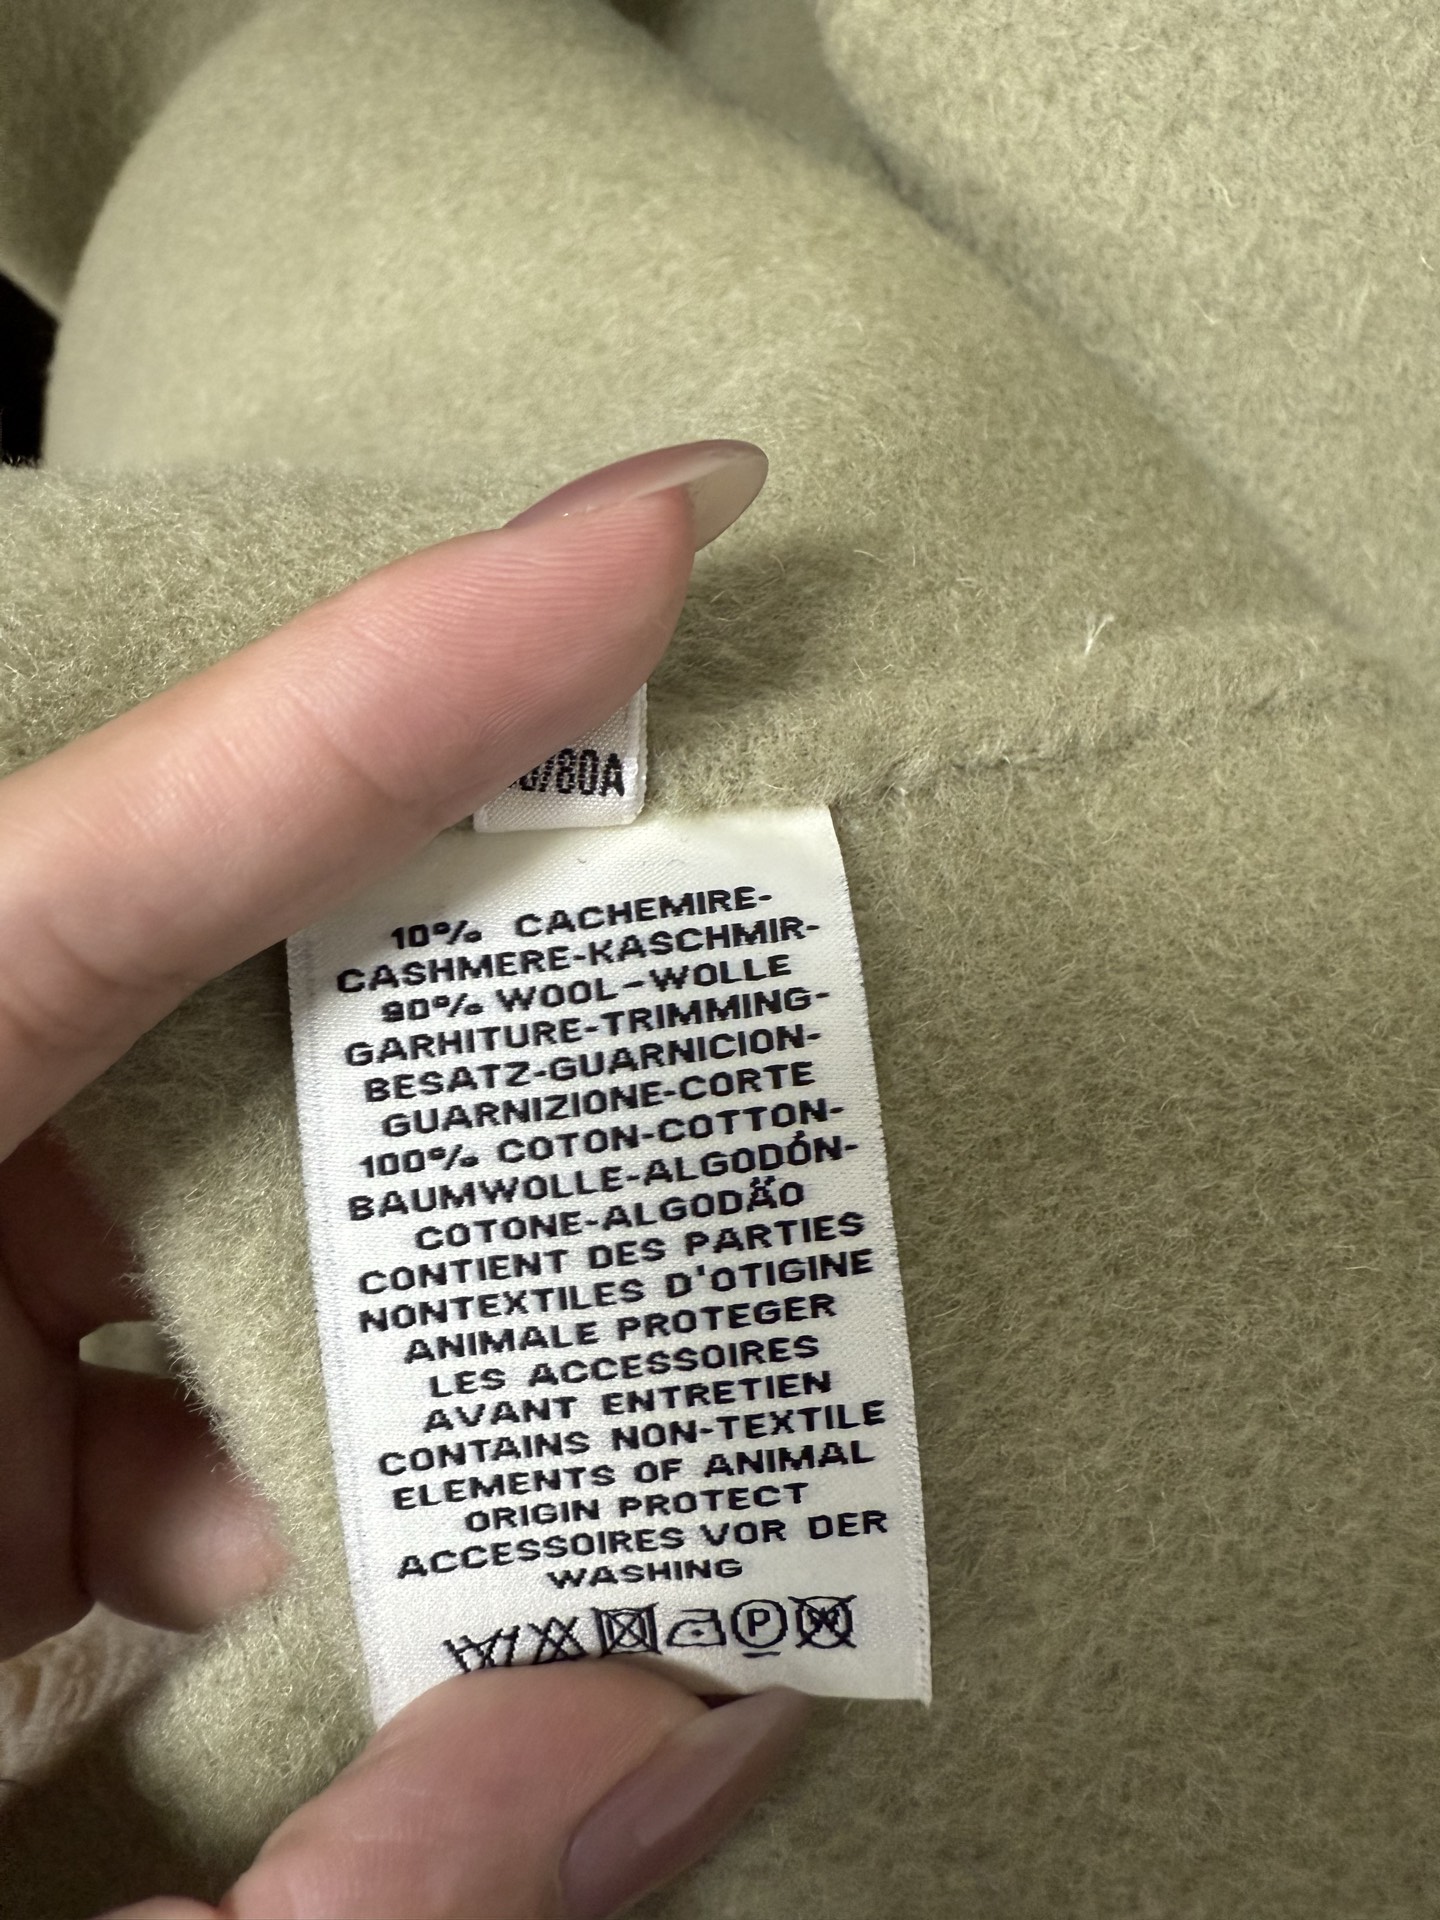 /80A
10% CACHEMIRE-
CASHMERE-KASCHMIR-
90% WOOL-WOLLE
GARHITURE-TRIMMING-
BESATZ-GUARNICION-
GUARNIZIONE-CORTE
100% COTON-COTTON-
BAUMWOLLE-ALGODÓN-
COTONE-ALGODÄO
CONTIENT DES PARTIES
NONTEXTILES D'OTIGINE
ANIMALE PROTEGER
LES ACCESSOIRES
AVANT ENTRETIEN
CONTAINS NON-TEXTILE
ELEMENTS OF ANIMAL
ORIGIN PROTECT
ACCESSOIRES VOR DER
WASHING
P W